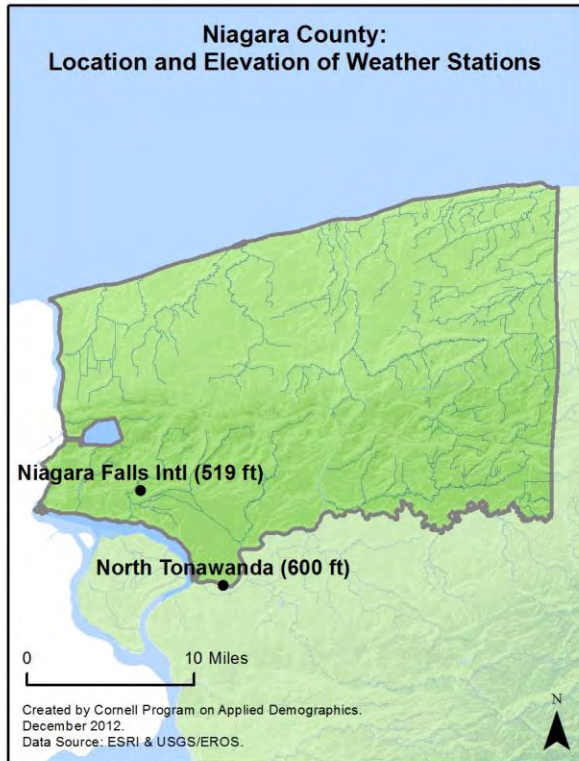 Niagara County:
Location and Elevation of Weather Stations
Niagara Falls Intl (519 ft)
North Tonawanda (600 ft)
0 10 Miles
Created by Cornell Program on Applied Demographics.
December 2012.
Data Source: ESRI & USGS/EROS.
N